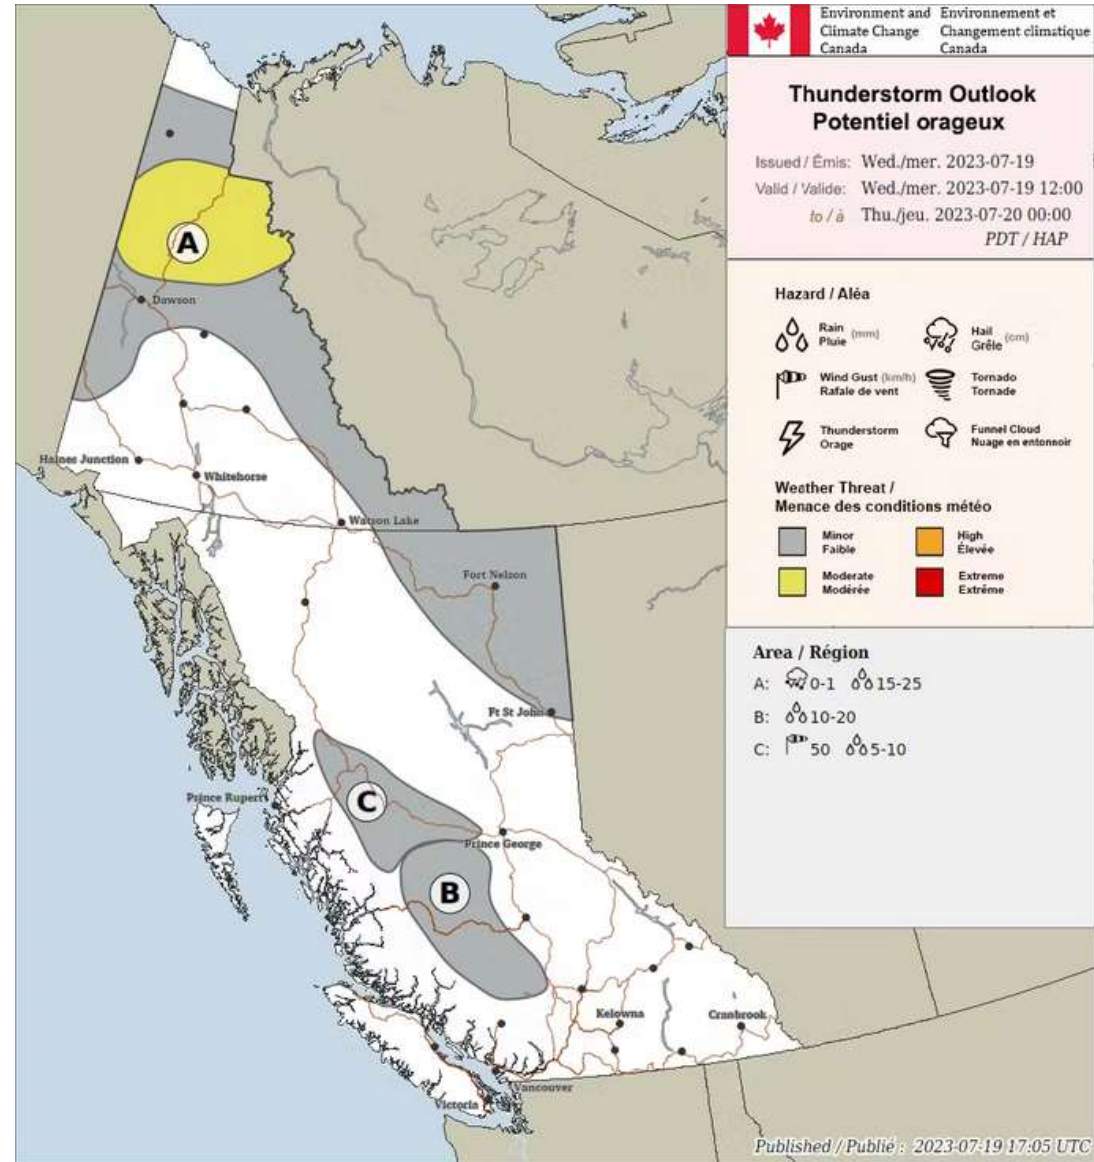 Environment and Environnement et
Climate Change Changement climatique
Canada Canada
Thunderstorm Outlook
Potentiel orageux
Issued / Émis: Wed./mer. 2023-07-19
Valid / Valide: Wed./mer. 2023-07-19 12:00
to / à Thu./jeu. 2023-07-20 00:00
PDT / HAP
Hazard / Aléa
Rain (mm)
Pluie
Hail (cm)
Grêle
Wind Gust (km/h)
Rafale de vent
Tornado
Tornade
Thunderstorm
Orage
Funnel Cloud
Nuage en entonnoir
Weather Threat /
Menace des conditions météo
Minor
Faible
High
Élevée
Moderate
Modérée
Extreme
Extrême
Area / Région
A: 0-1 15-25
B: 10-20
C: 50 5-10
A
Dawson
Haines Junction
Whitehorse
Watson Lake
Fort Nelson
Ft St John
C
Prince Rupert
Prince George
B
Kelowna
Cranbrook
Vancouver
Victoria
Published / Publié : 2023-07-19 17:05 UTC